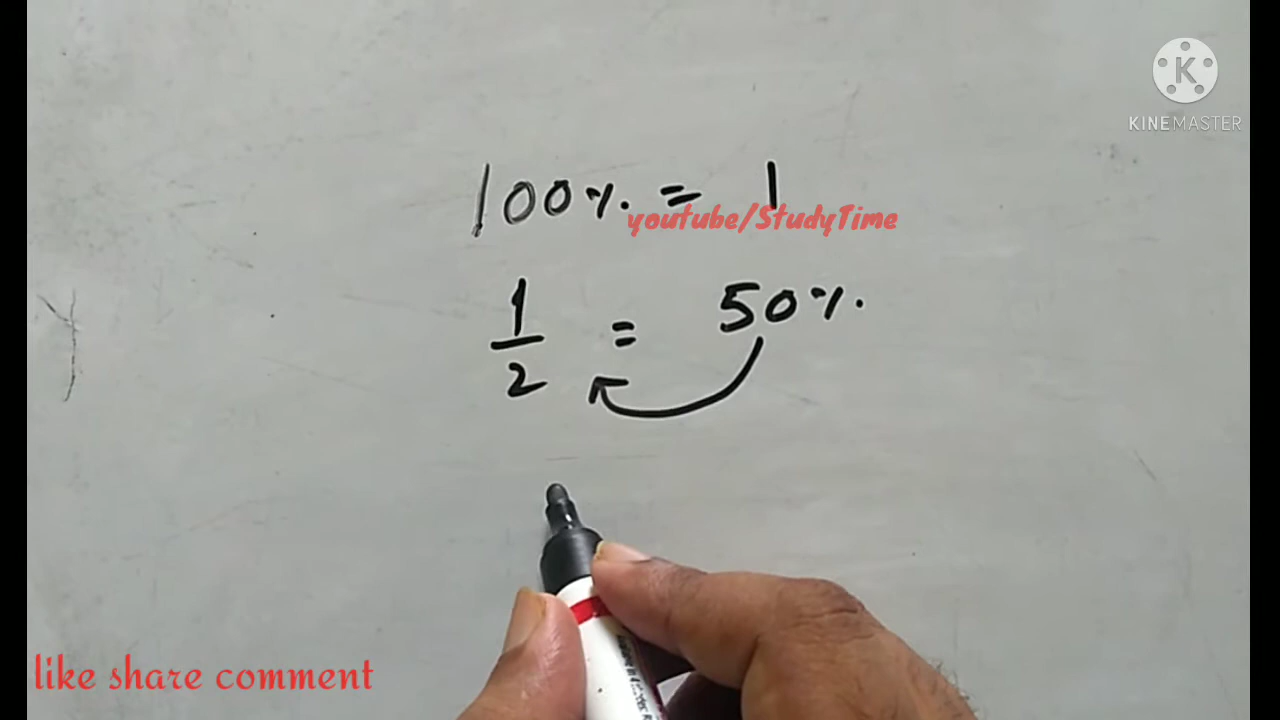 KINEMASTER
100% = 1
youtube/StudyTime
1/2 = 50%
like share comment